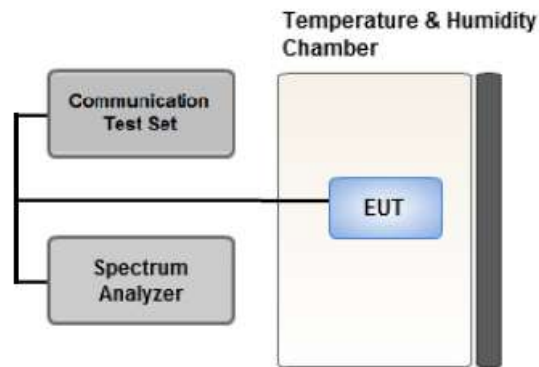 Temperature & Humidity
Chamber
Communication
Test Set
EUT
Spectrum
Analyzer